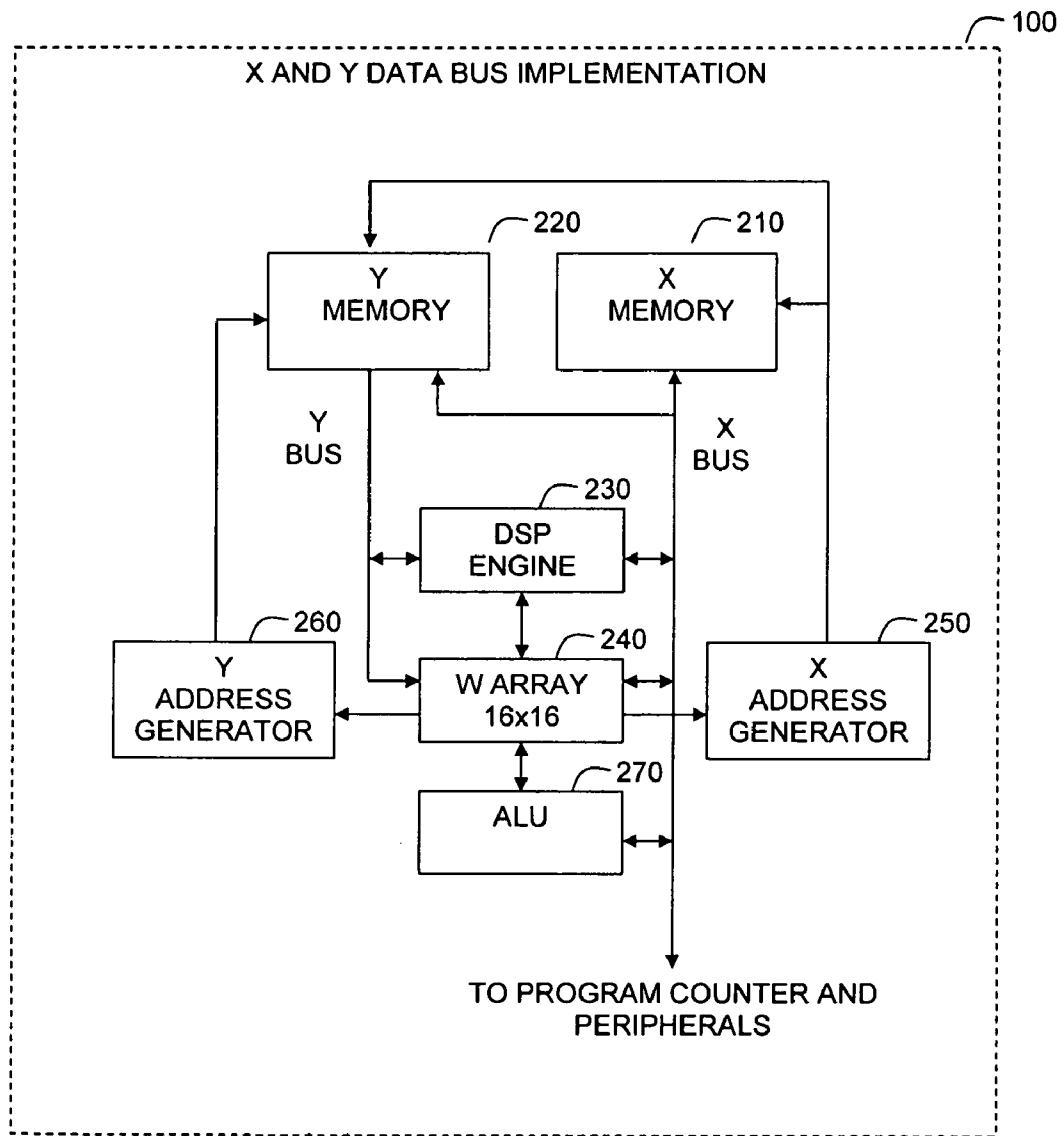 100
X AND Y DATA BUS IMPLEMENTATION
220
210
Y
MEMORY
X
MEMORY
Y
BUS
X
BUS
230
DSP
ENGINE
260
240
250
Y
ADDRESS
GENERATOR
W ARRAY
16x16
X
ADDRESS
GENERATOR
270
ALU
TO PROGRAM COUNTER AND
PERIPHERALS